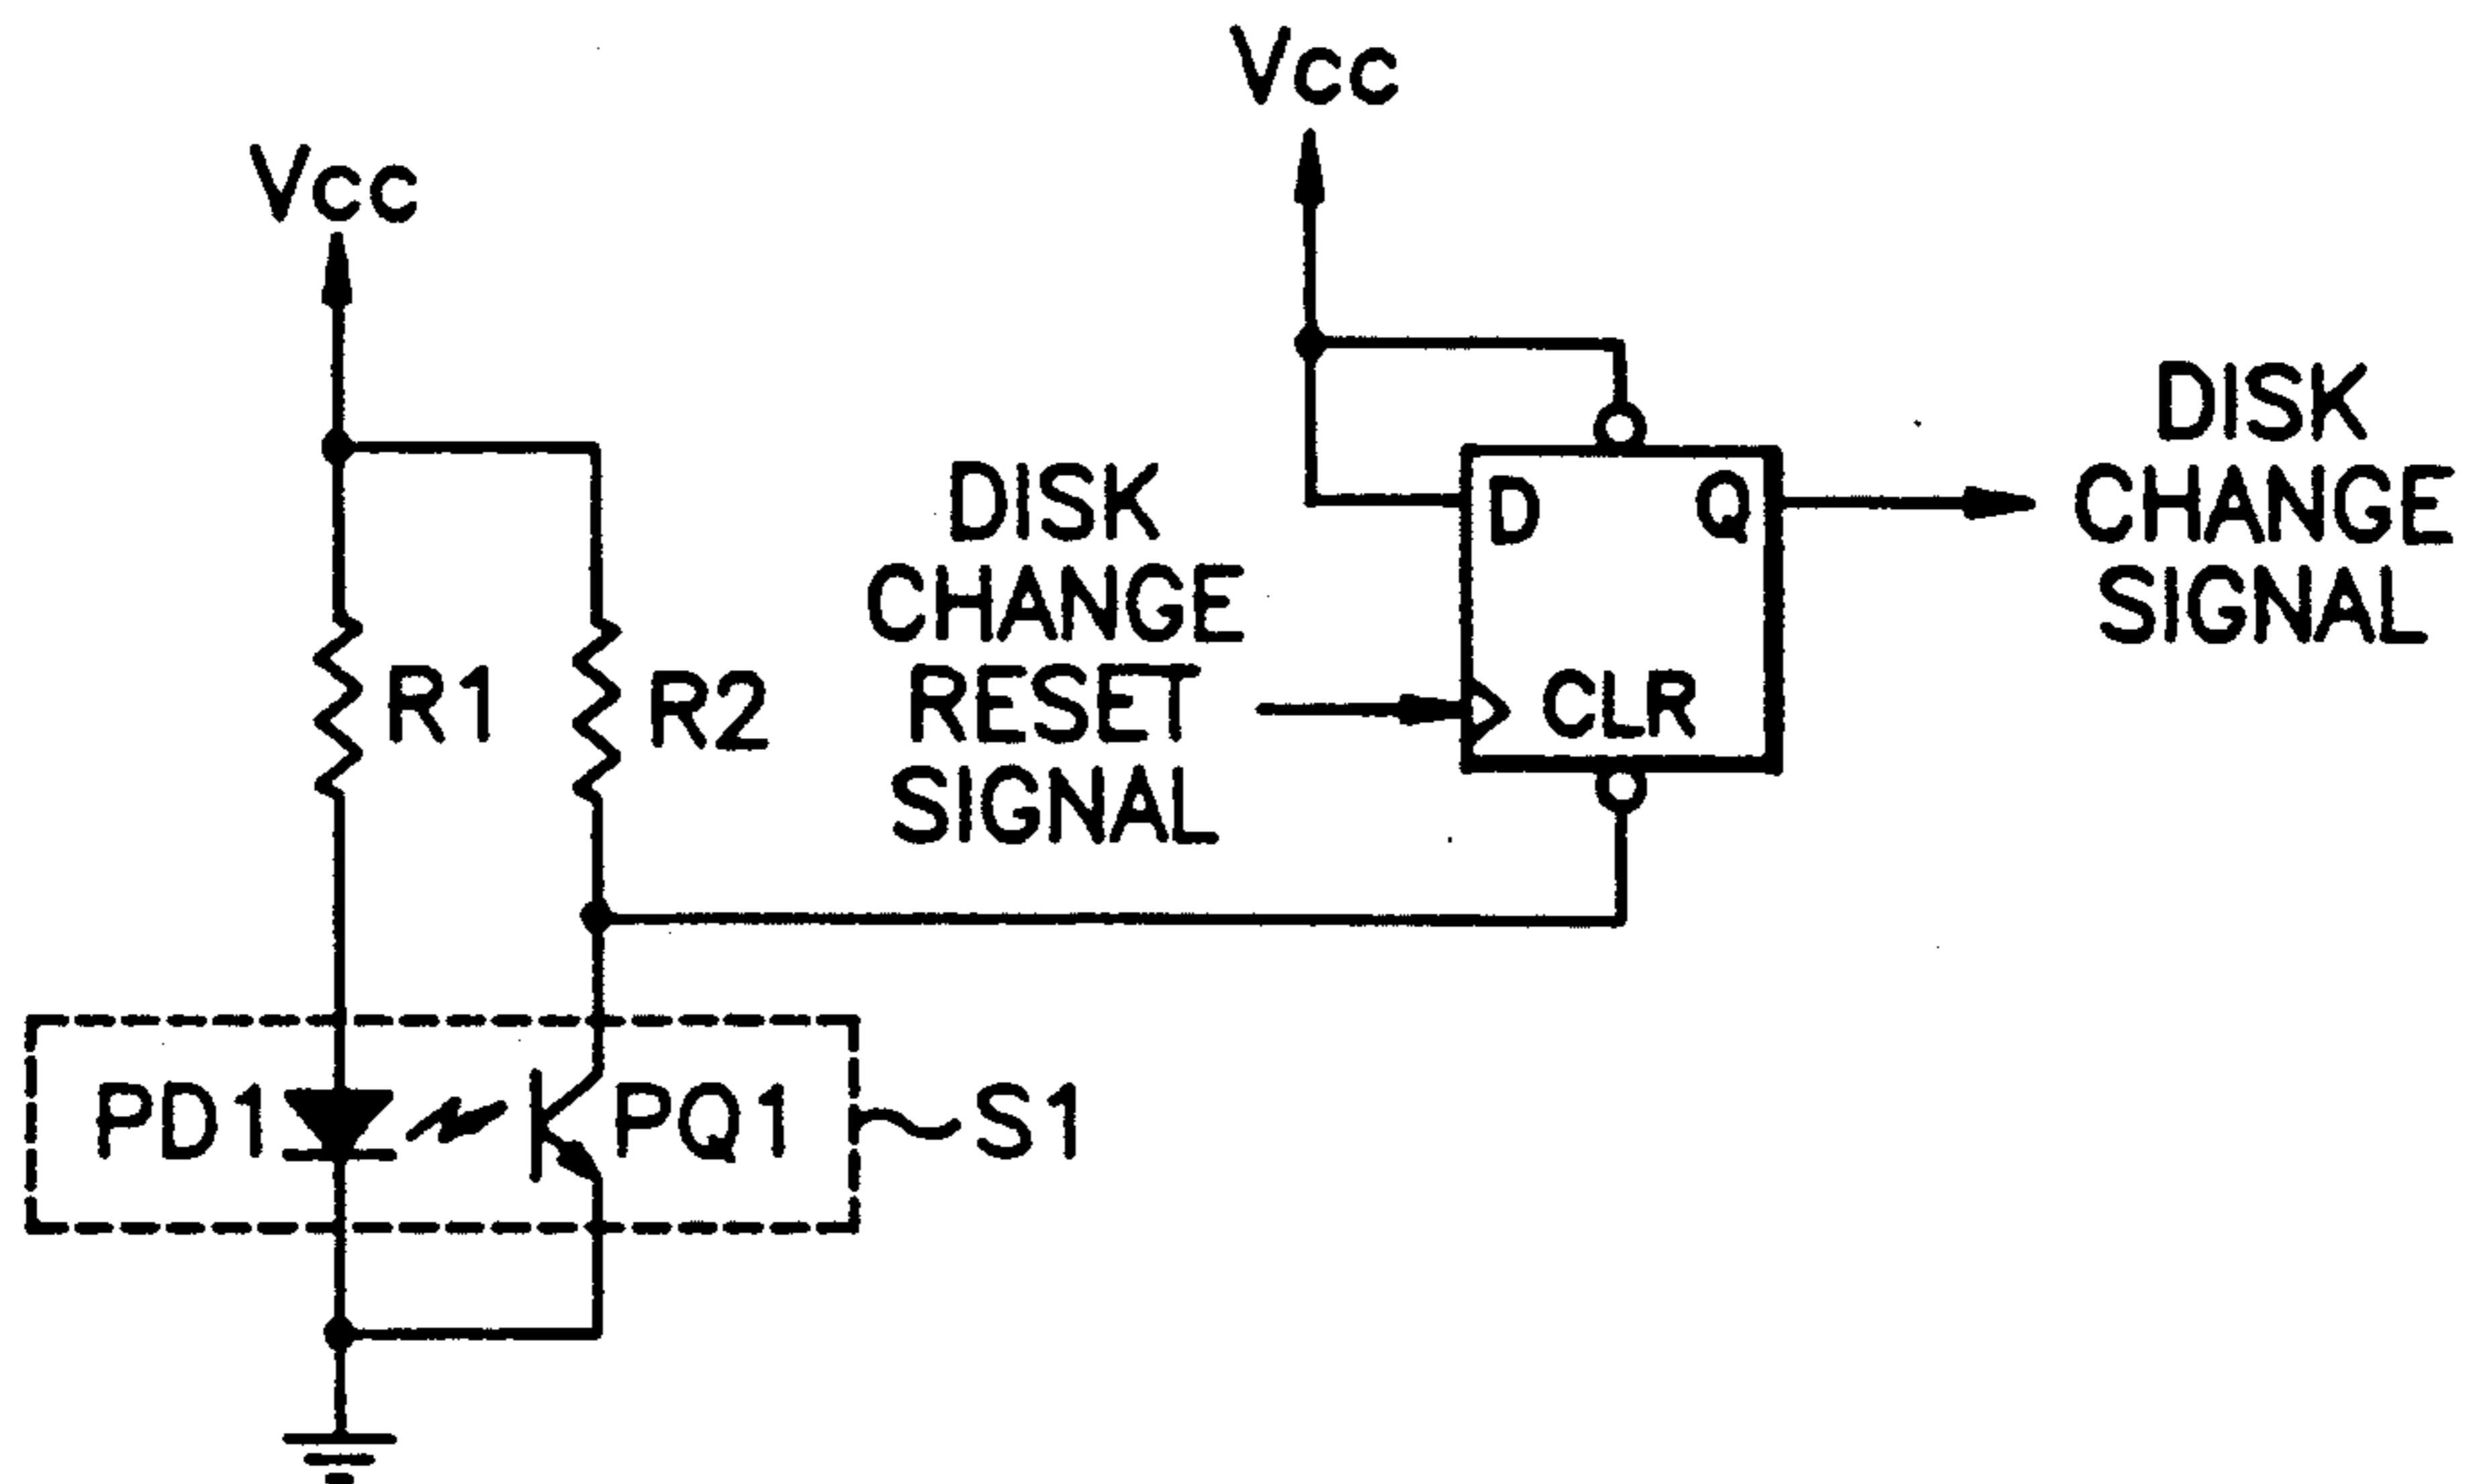 Vcc
Vcc
R1
R2
DISK
CHANGE
RESET
SIGNAL
D
Q
CLR
DISK
CHANGE
SIGNAL
PD1
PQ1
S1